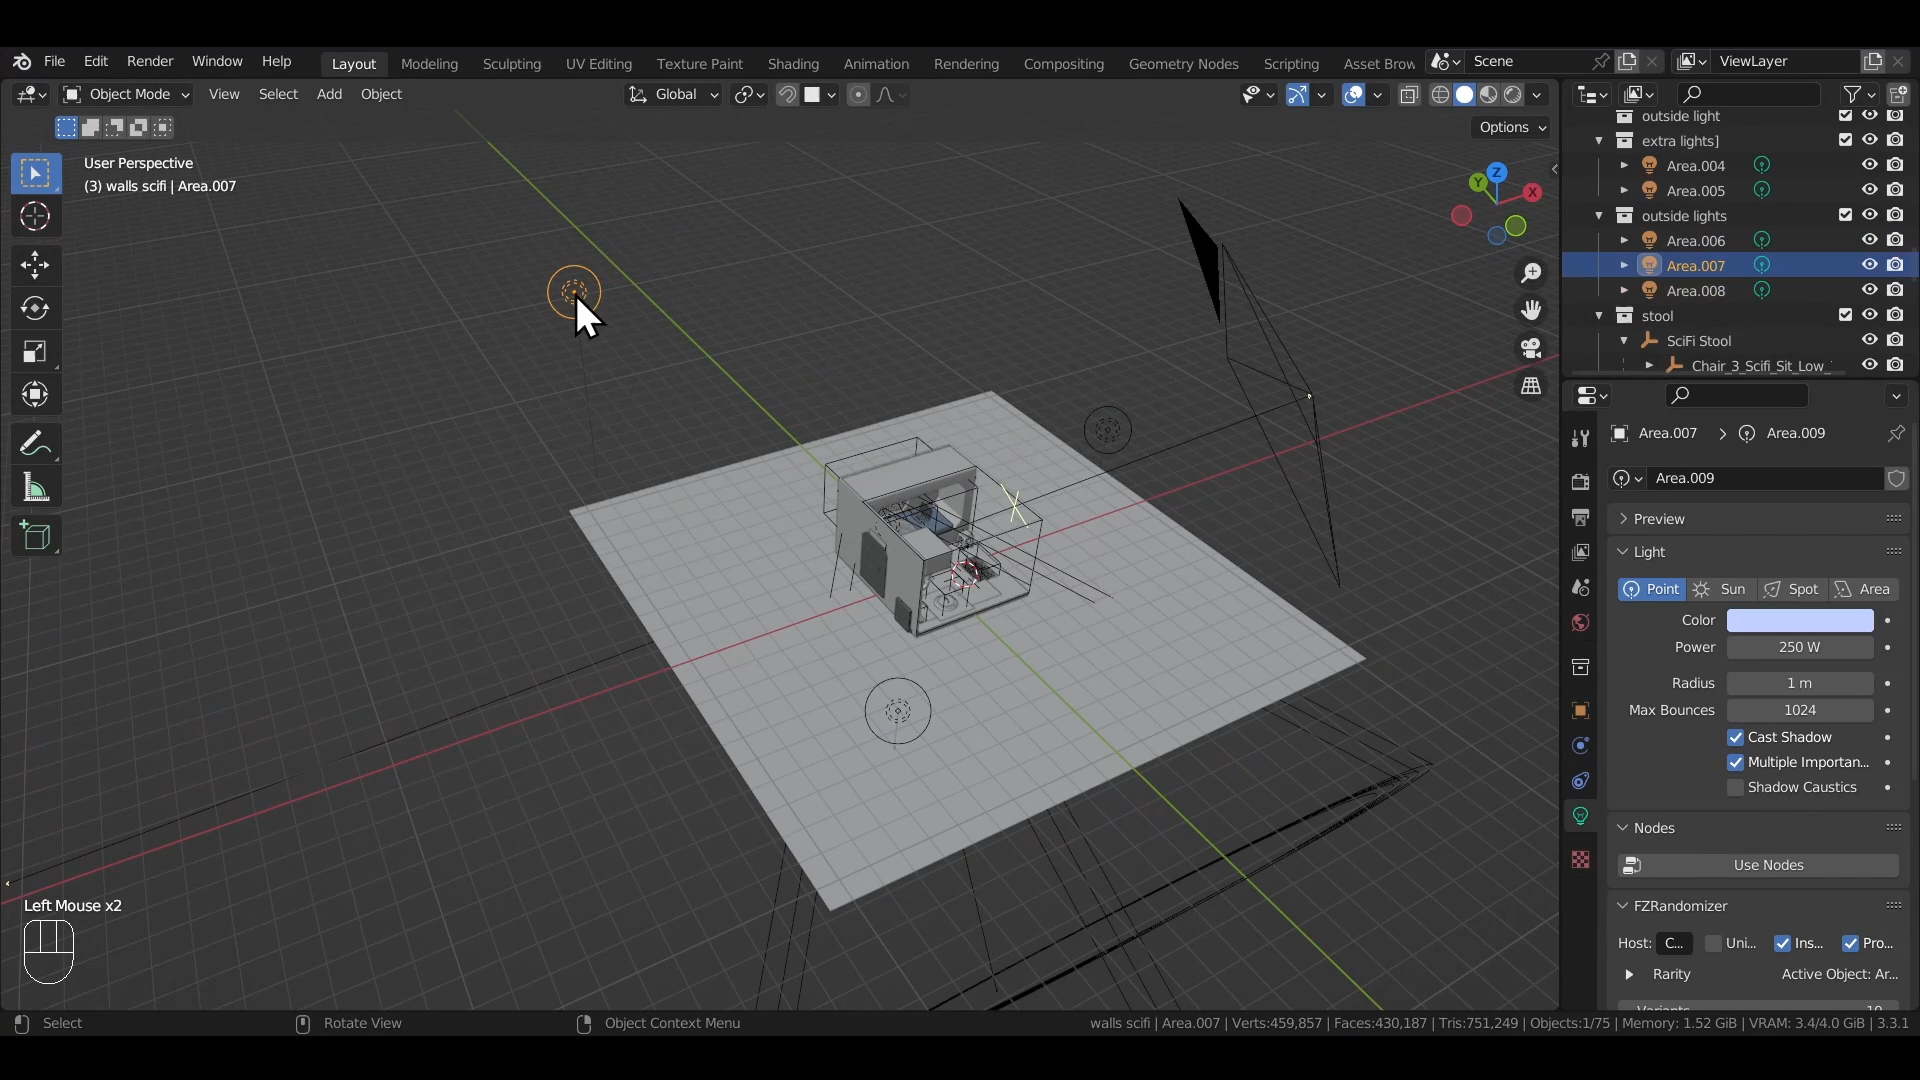 File Edit Render Window Help
Layout Modeling Sculpting UV Editing Texture Paint Shading Animation Rendering Compositing Geometry Nodes Scripting Asset Brow
Scene
ViewLayer
Object Mode View Select Add Object
Global
Options
User Perspective
(3) walls scifi | Area.007
Z
Y
X
outside light
extra lights]
Area.004
Area.005
outside lights
Area.006
Area.007
Area.008
stool
SciFi Stool
Chair_3_Scifi_Sit_Low_
Area.007 > Area.009
Area.009
Preview
Light
Point Sun Spot Area
Color
Power 250 W
Radius 1 m
Max Bounces 1024
Cast Shadow
Multiple Importan...
Shadow Caustics
Nodes
Use Nodes
FZRandomizer
Host: C... Uni... Ins... Pro...
Rarity Active Object: Ar...
Left Mouse x2
Select
Rotate View
Object Context Menu
walls scifi | Area.007 | Verts:459,857 | Faces:430,187 | Tris:751,249 | Objects:1/75 | Memory: 1.52 GiB | VRAM: 3.4/4.0 GiB | 3.3.1